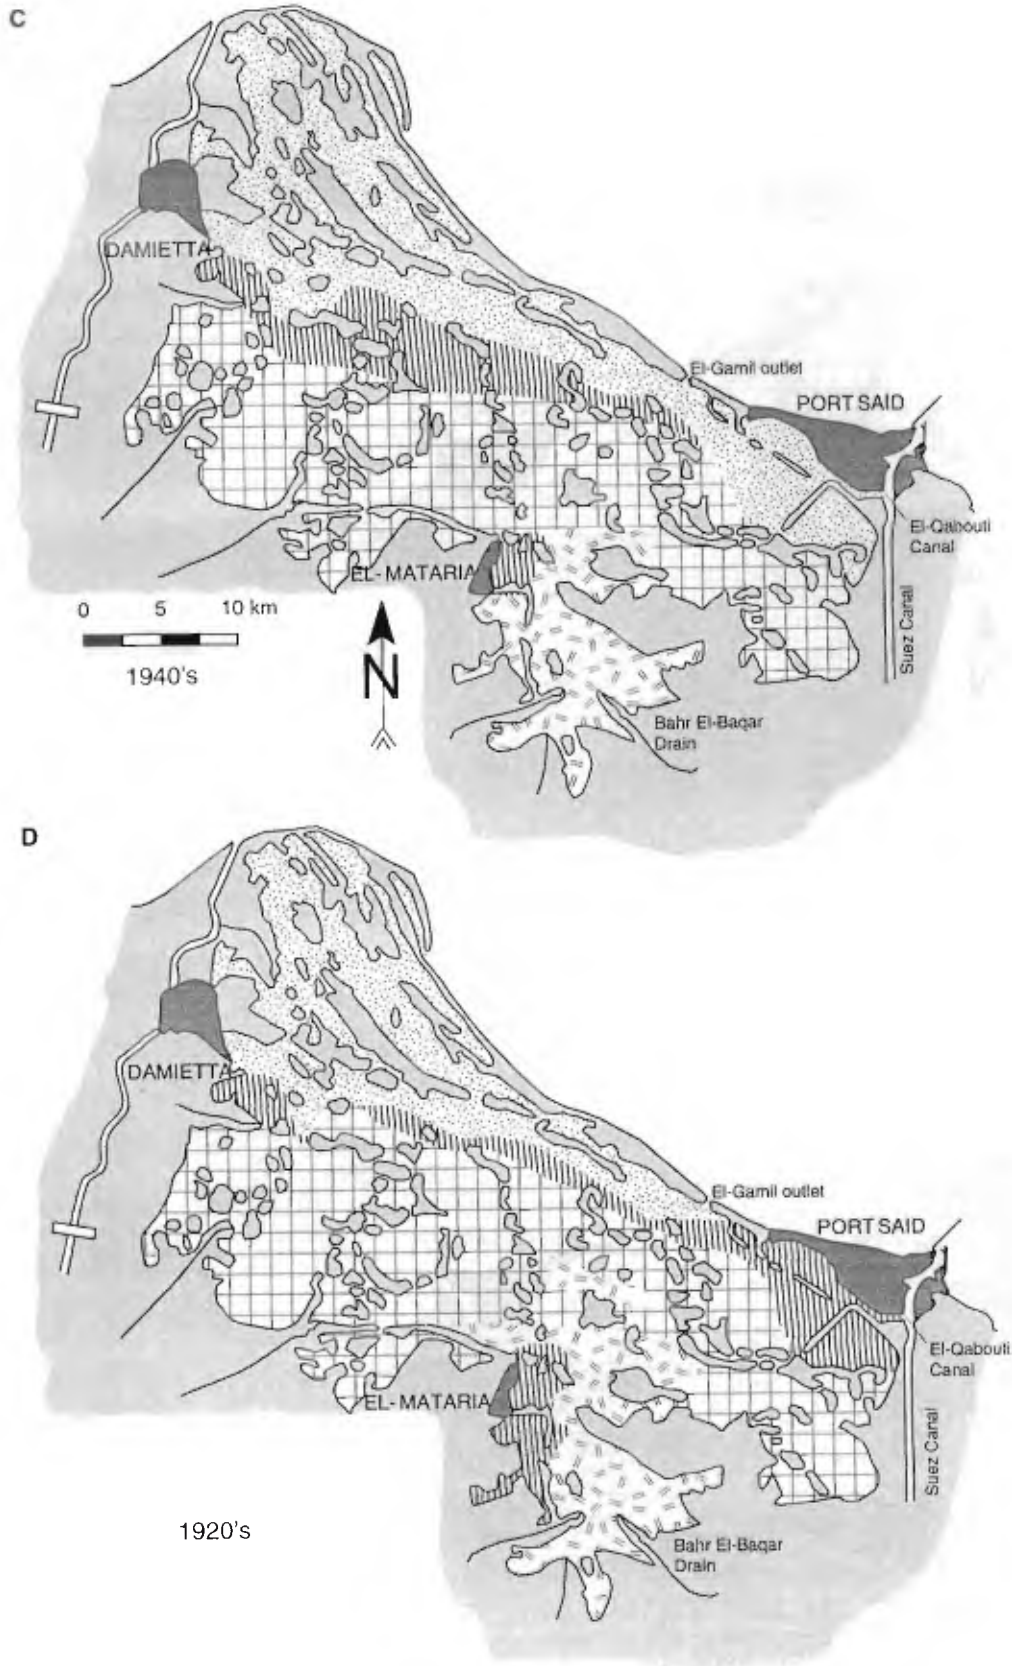 C
DAMIETTA
El-Gamil outlet
PORT SAID
El-Qabouti
Canal
EL-MATARIA
0 5 10 km
1940's
N
Suez Canal
Bahr El-Baqar
Drain
D
DAMIETTA
El-Gamil outlet
PORT SAID
El-Qabouti
Canal
EL-MATARIA
Suez Canal
1920's
Bahr El-Baqar
Drain